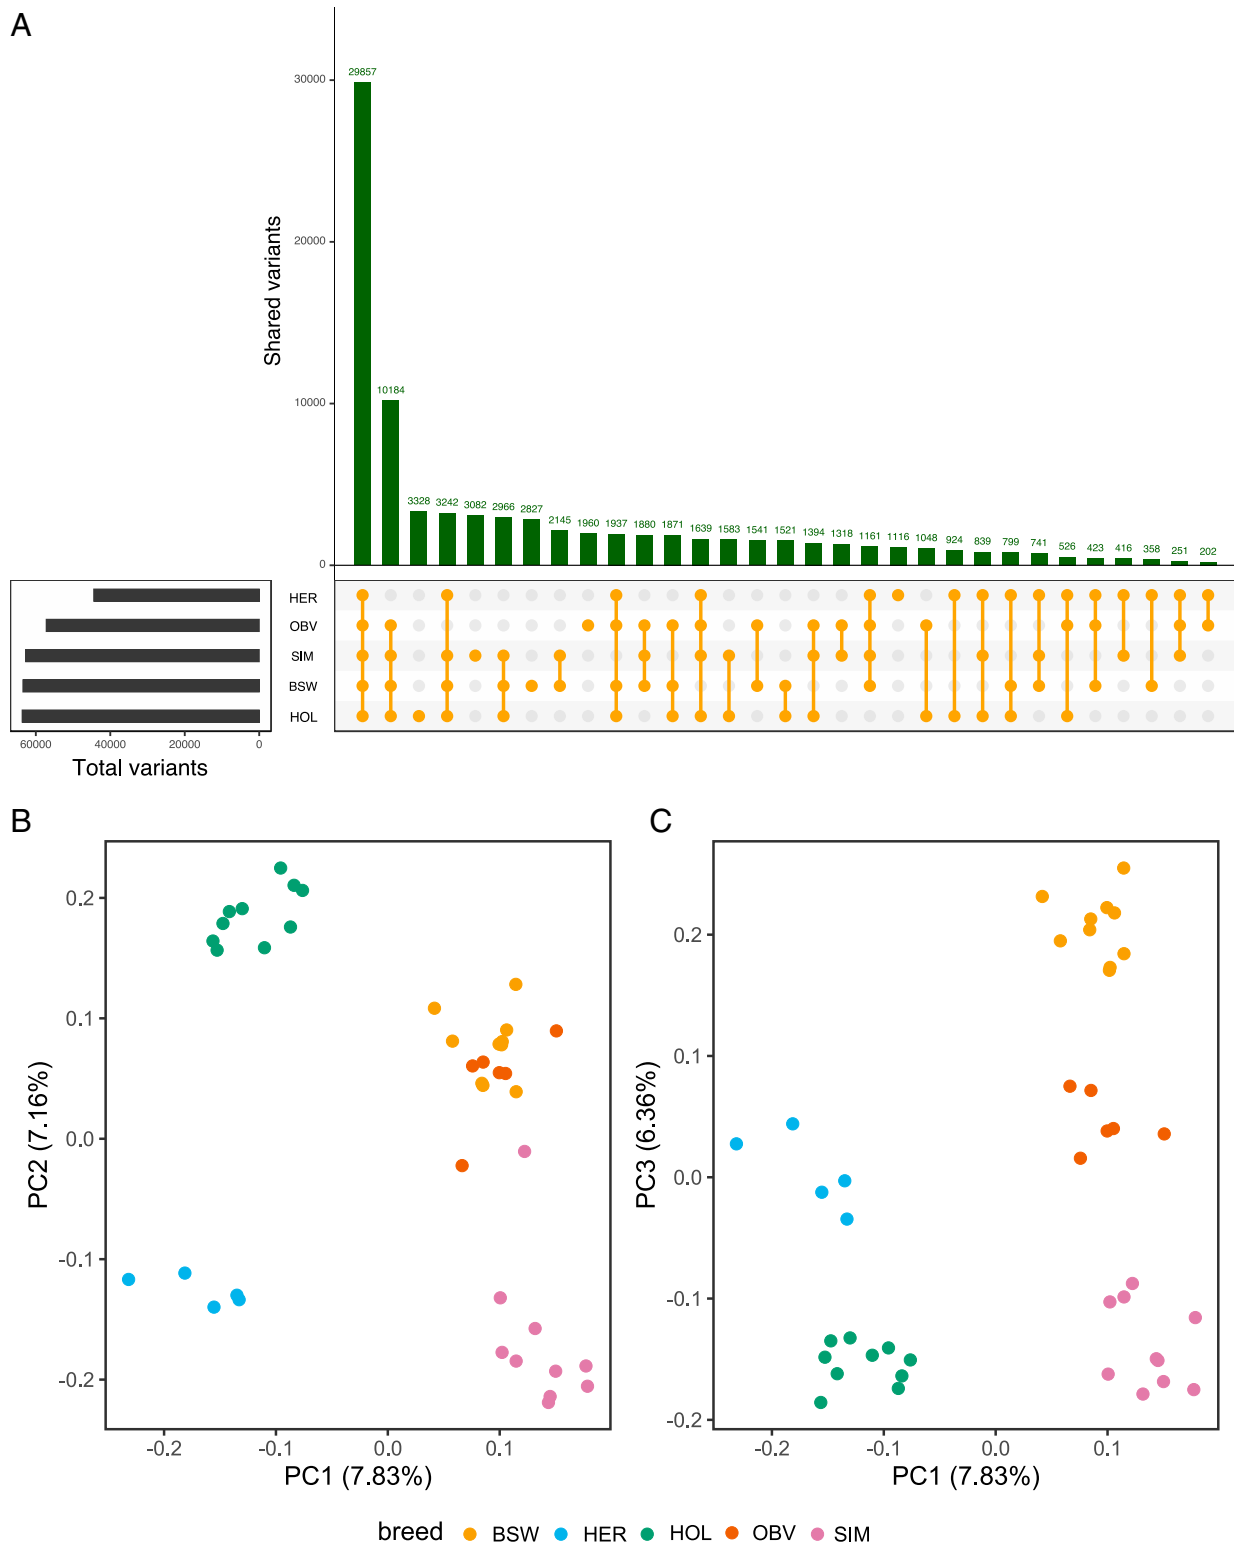 A
Shared variants
30000
20000
10000
0
29857
10184
3328
3242
3082
2966
2827
2145
1960
1937
1880
1871
1639
1583
1541
1521
1394
1318
1161
1116
1048
924
839
799
741
526
423
416
358
251
202
HER
OBV
SIM
BSW
HOL
60000 40000 20000 0
Total variants
B
PC2 (7.16%)
0.2
0.1
0.0
-0.1
-0.2
-0.2 -0.1 0.0 0.1
PC1 (7.83%)
C
PC3 (6.36%)
0.2
0.1
0.0
-0.1
-0.2
-0.2 -0.1 0.0 0.1
PC1 (7.83%)
breed BSW HER HOL OBV SIM